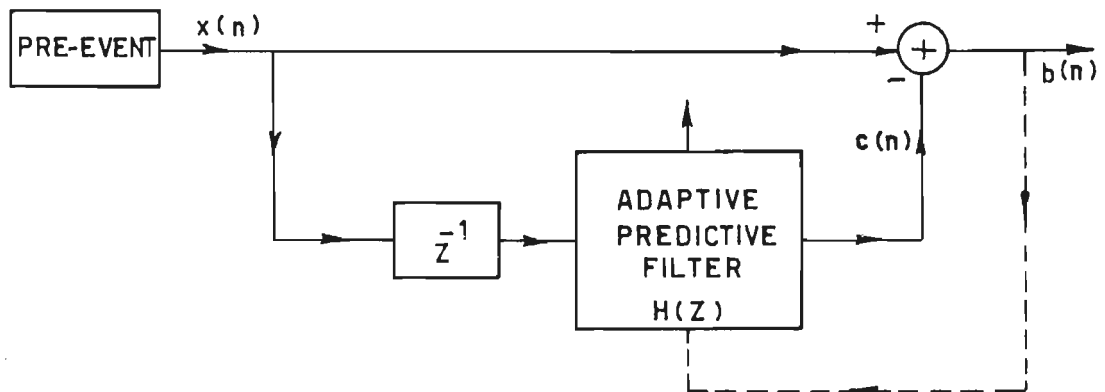 PRE-EVENT
x(n)
+
+
-
b(n)
c(n)
Z⁻¹
ADAPTIVE
PREDICTIVE
FILTER
H(Z)